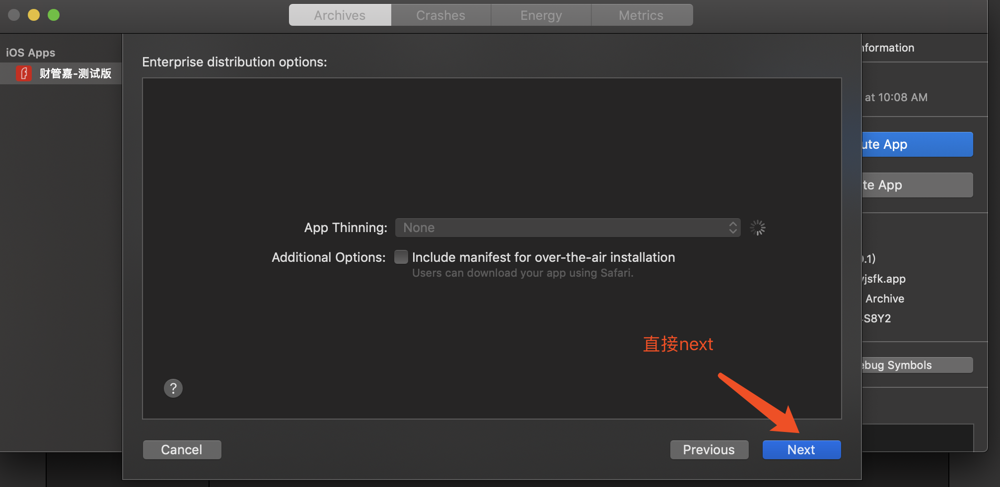 Archives
Crashes
Energy
Metrics
iOS Apps
财管嘉-测试版
Enterprise distribution options:
App Thinning:
None
Additional Options:
Include manifest for over-the-air installation
Users can download your app using Safari.
直接next
?
Cancel
Previous
Next
nformation
at 10:08 AM
ute App
te App
.1)
jsfk.app
Archive
S8Y2
ebug Symbols